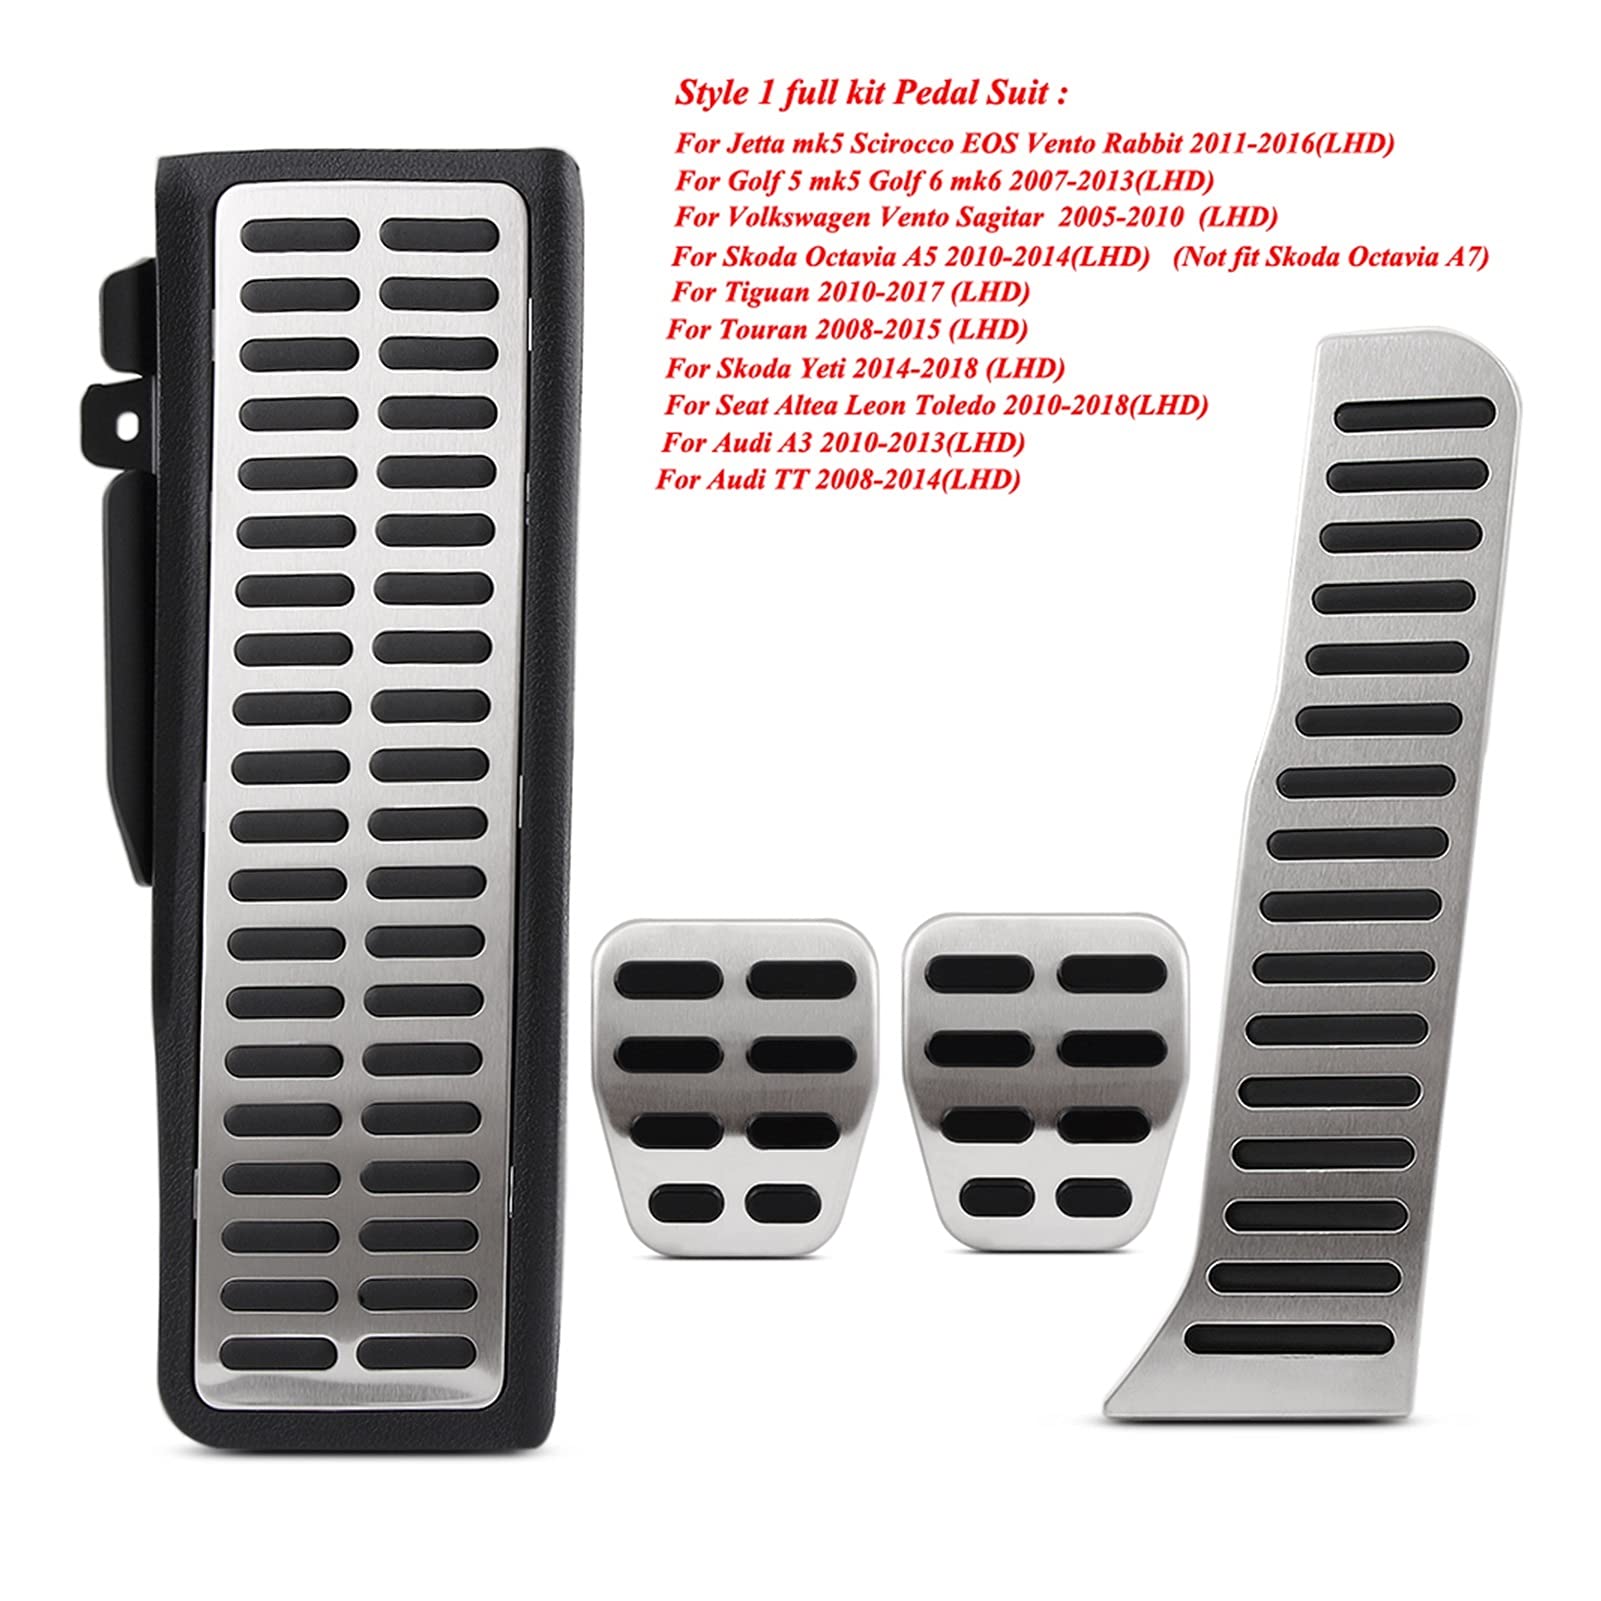 Style 1 full kit Pedal Suit :
For Jetta mk5 Scirocco EOS Vento Rabbit 2011-2016(LHD)
For Golf 5 mk5 Golf 6 mk6 2007-2013(LHD)
For Volkswagen Vento Sagitar 2005-2010 (LHD)
For Skoda Octavia A5 2010-2014(LHD) (Not fit Skoda Octavia A7)
For Tiguan 2010-2017 (LHD)
For Touran 2008-2015 (LHD)
For Skoda Yeti 2014-2018 (LHD)
For Seat Altea Leon Toledo 2010-2018(LHD)
For Audi A3 2010-2013(LHD)
For Audi TT 2008-2014(LHD)